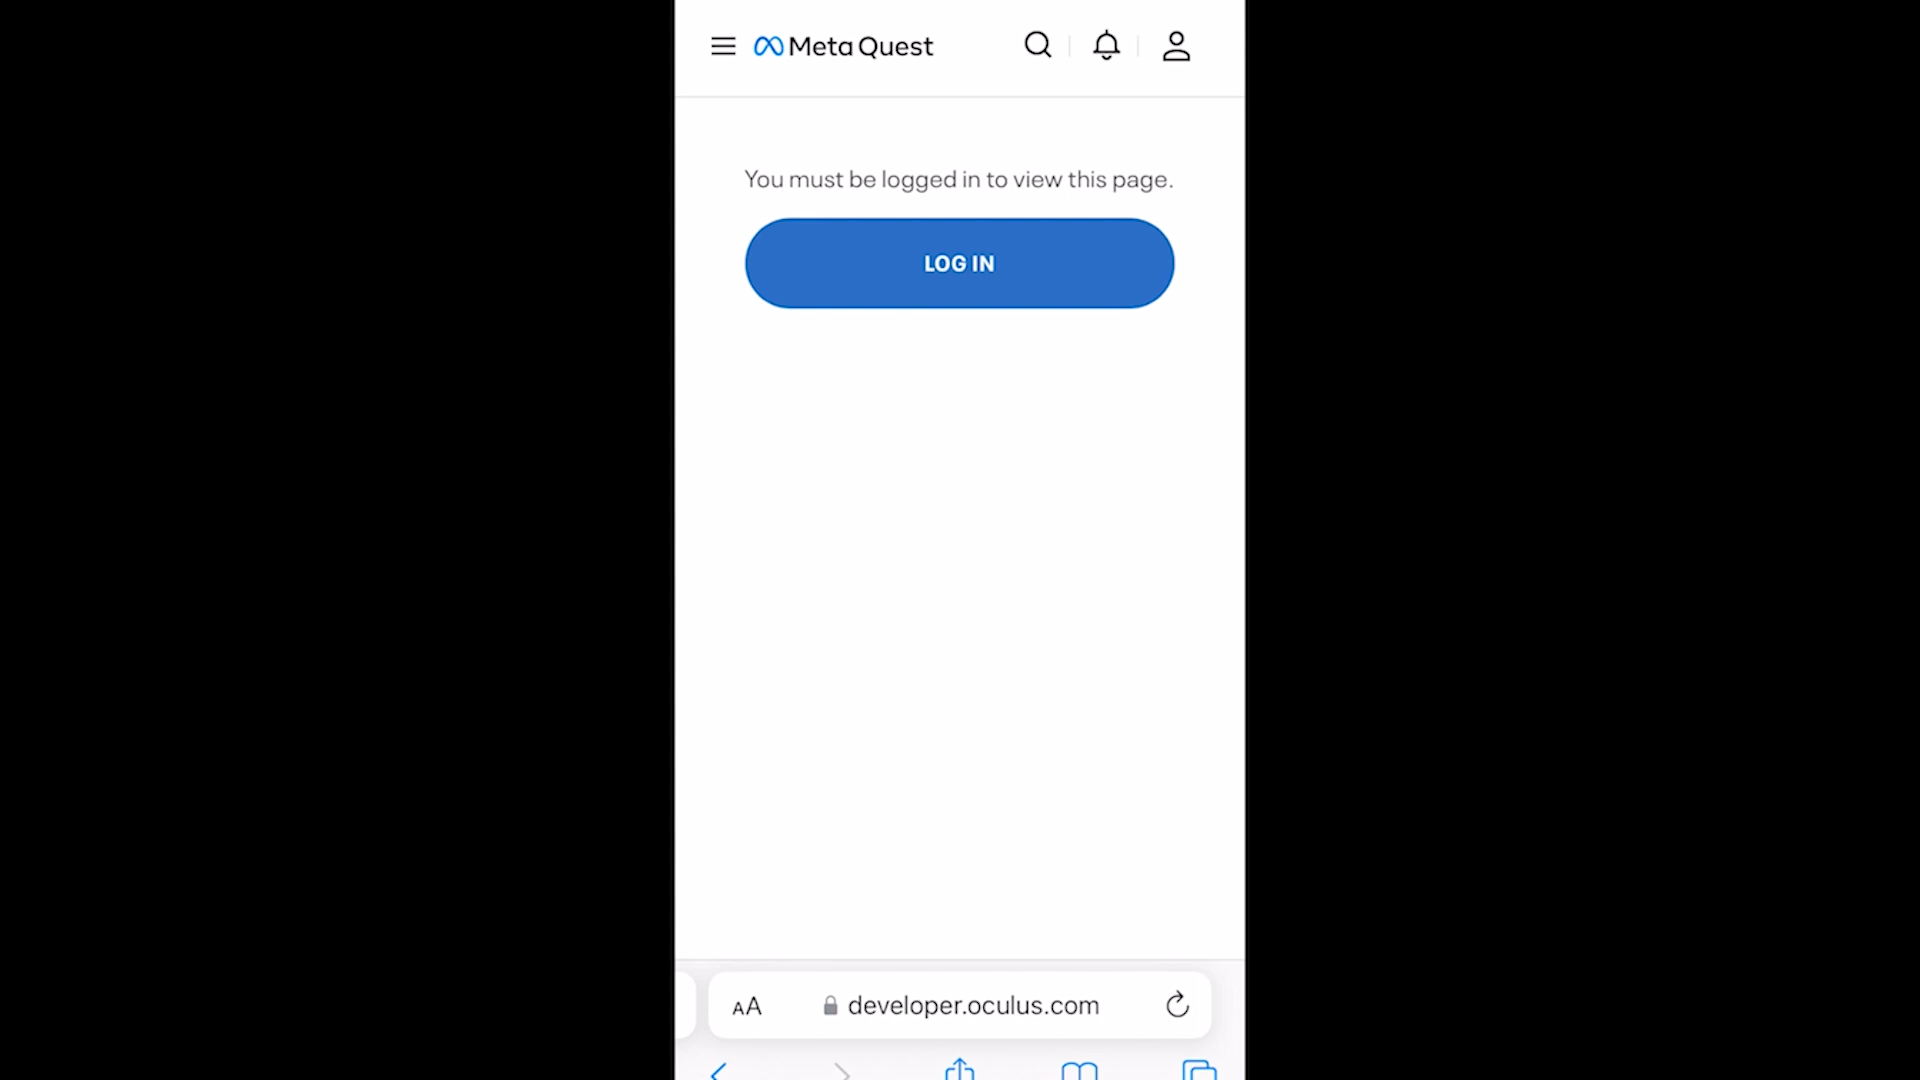 Meta Quest
You must be logged in to view this page.
LOG IN
AA developer.oculus.com